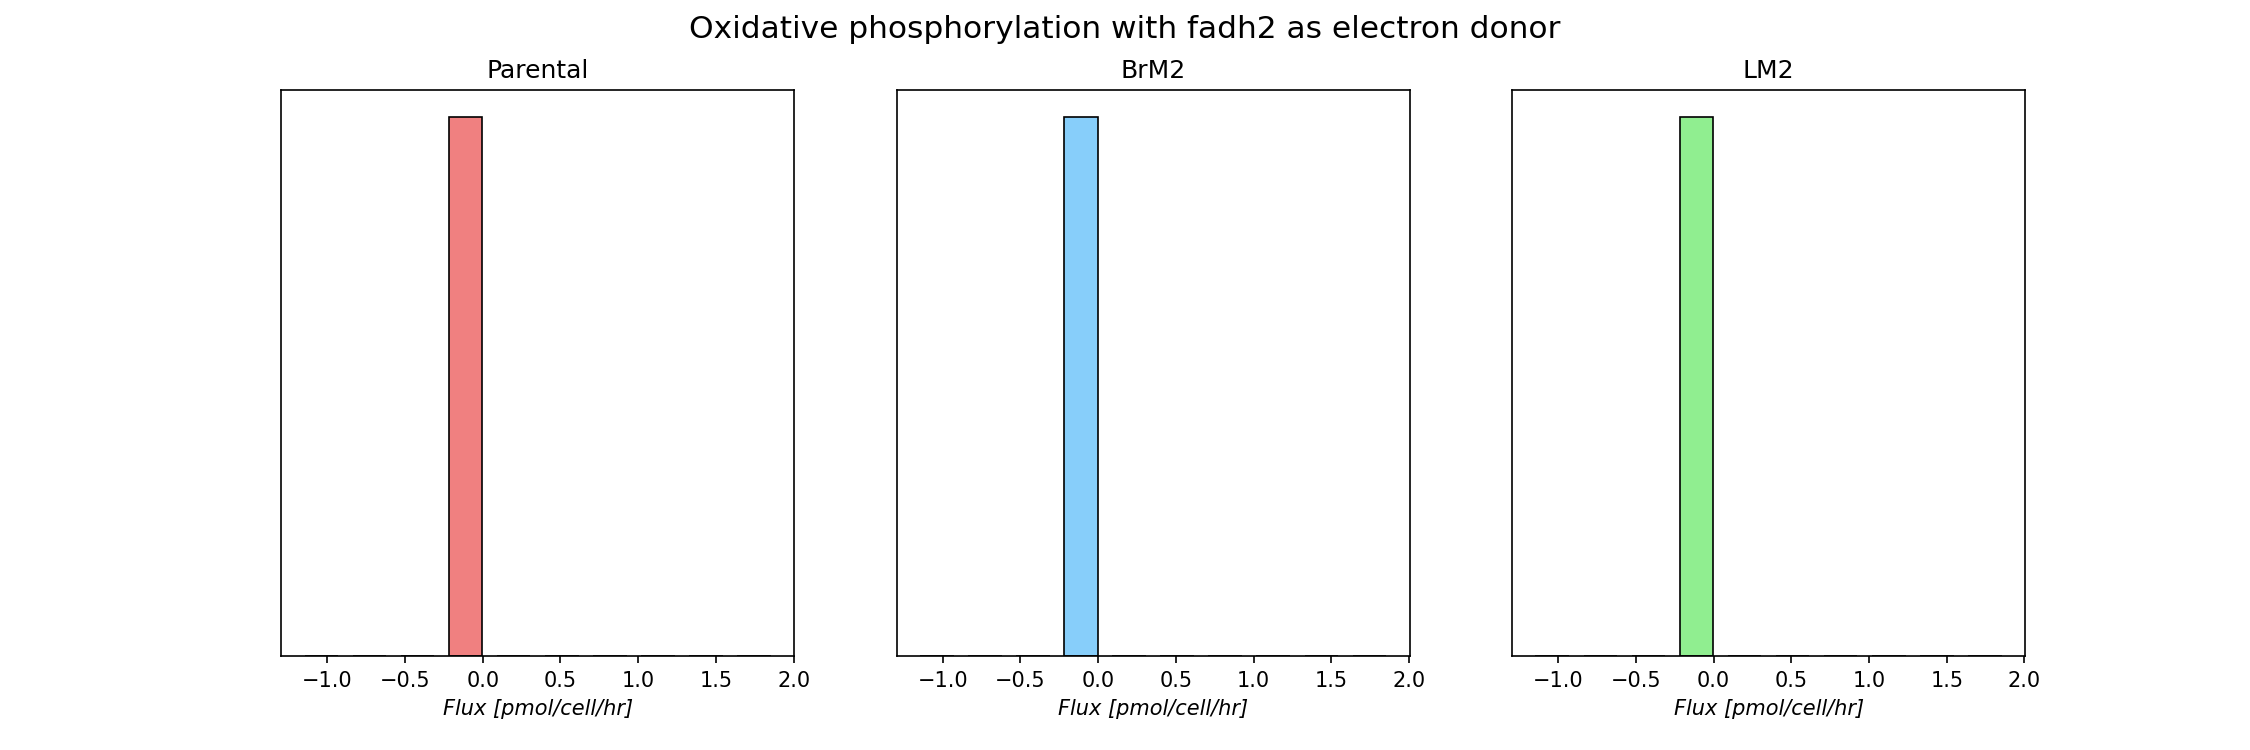 Oxidative phosphorylation with fadh2 as electron donor
Parental
BrM2
LM2
−1.0 −0.5 0.0 0.5 1.0 1.5 2.0
−1.0 −0.5 0.0 0.5 1.0 1.5 2.0
−1.0 −0.5 0.0 0.5 1.0 1.5 2.0
Flux [pmol/cell/hr]
Flux [pmol/cell/hr]
Flux [pmol/cell/hr]